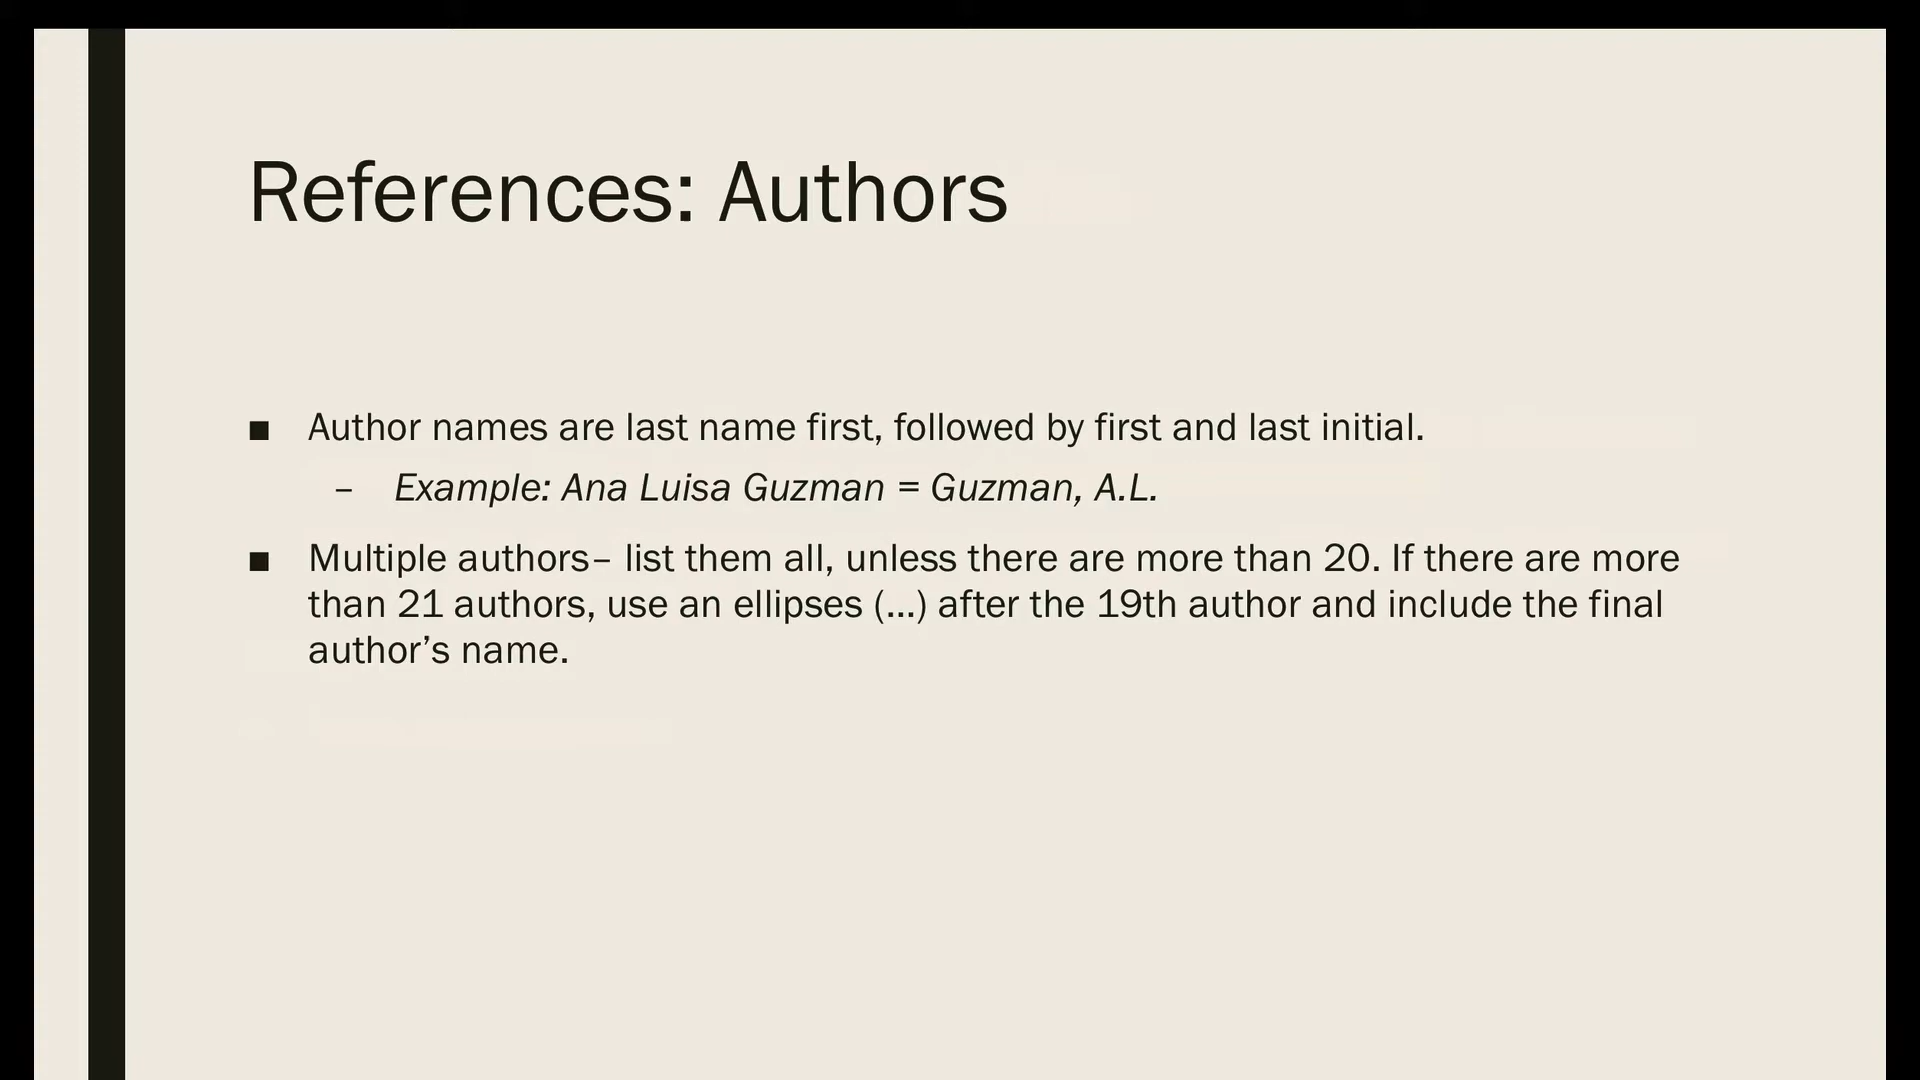 References: Authors
■ Author names are last name first, followed by first and last initial.
– Example: Ana Luisa Guzman = Guzman, A.L.
■ Multiple authors– list them all, unless there are more than 20. If there are more
than 21 authors, use an ellipses (...) after the 19th author and include the final
author’s name.